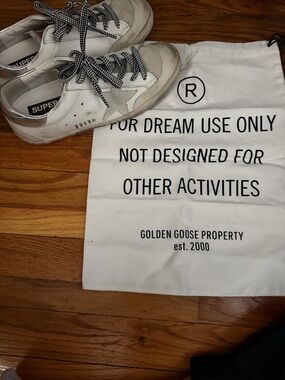 SUPER
R
FOR DREAM USE ONLY
NOT DESIGNED FOR
OTHER ACTIVITIES
GOLDEN GOOSE PROPERTY
est. 2000